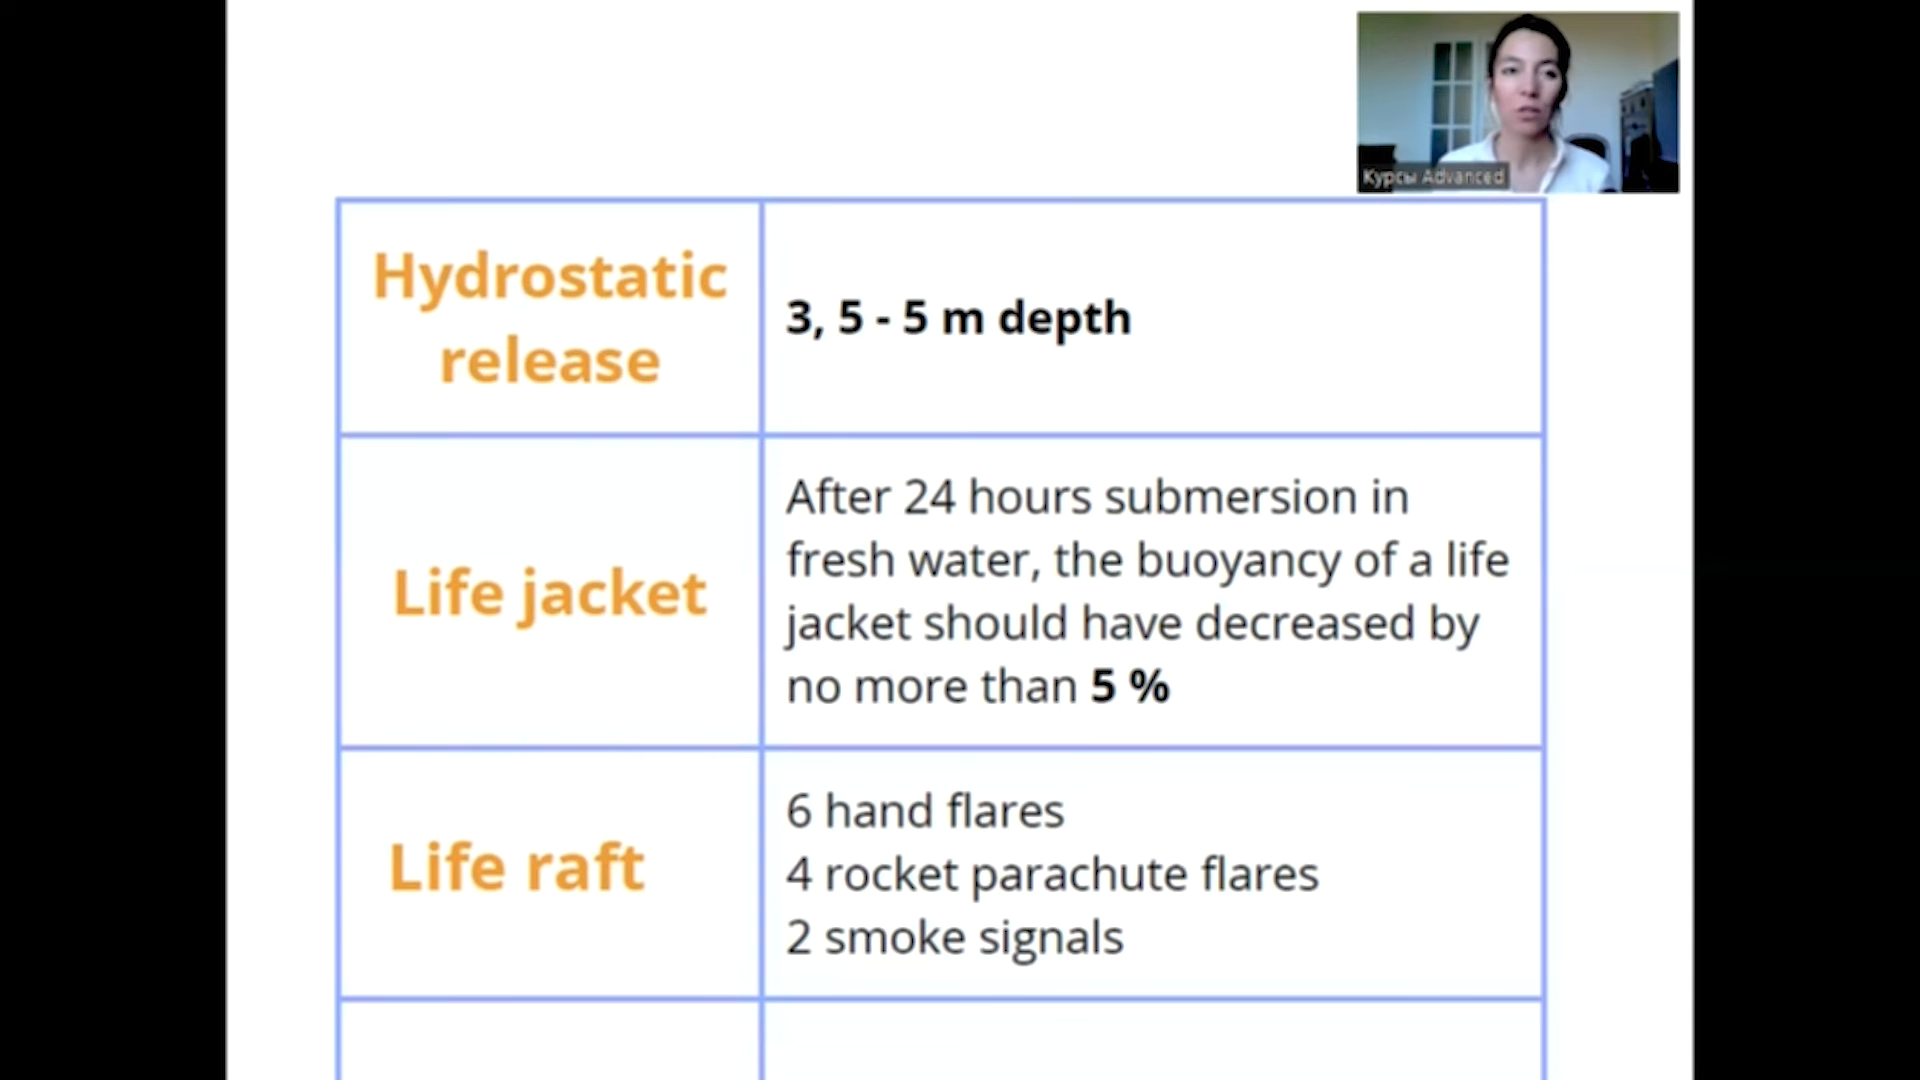 Курсы Advanced
Hydrostatic
release
3, 5 - 5 m depth
Life jacket
After 24 hours submersion in
fresh water, the buoyancy of a life
jacket should have decreased by
no more than 5 %
Life raft
6 hand flares
4 rocket parachute flares
2 smoke signals